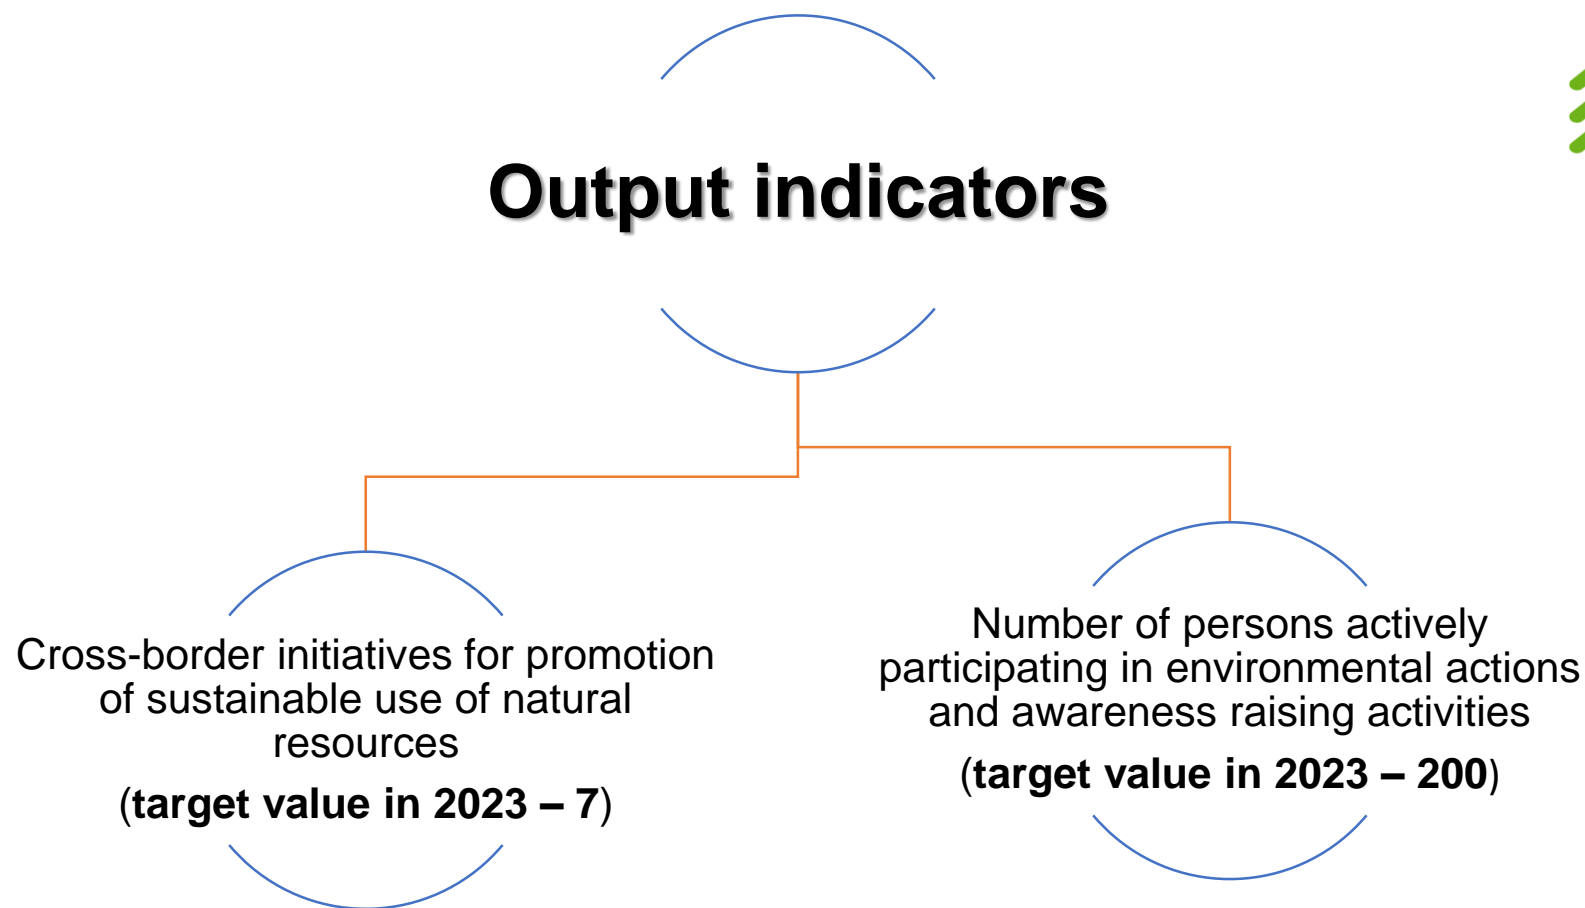 Output indicators
Cross-border initiatives for promotion
of sustainable use of natural
resources
(target value in 2023 – 7)
Number of persons actively
participating in environmental actions
and awareness raising activities
(target value in 2023 – 200)